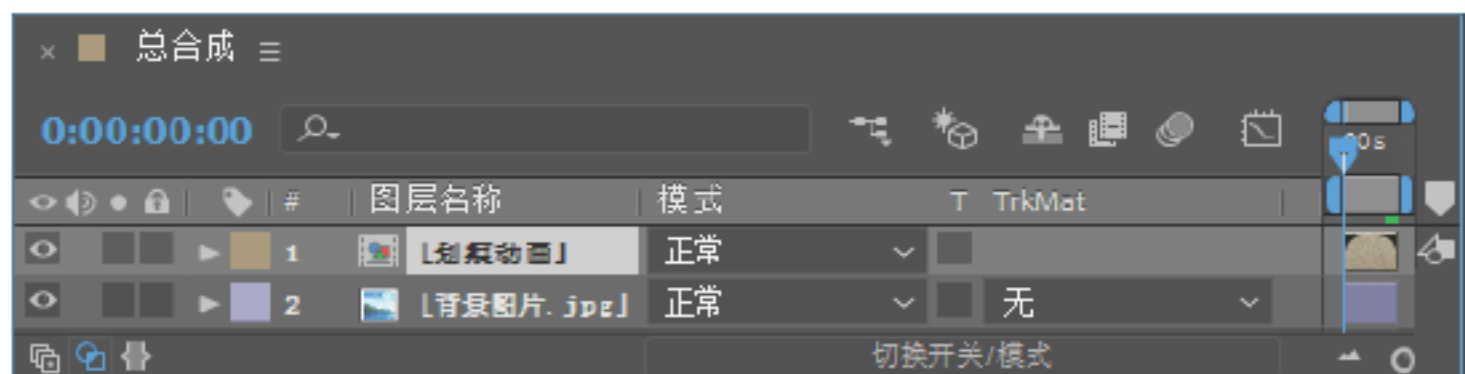 × 总合成 ≡
0:00:00:00
00s
# 图层名称 模式 T TrkMat
1 [划痕动画] 正常
2 [背景图片.jpg] 正常 无
切换开关/模式